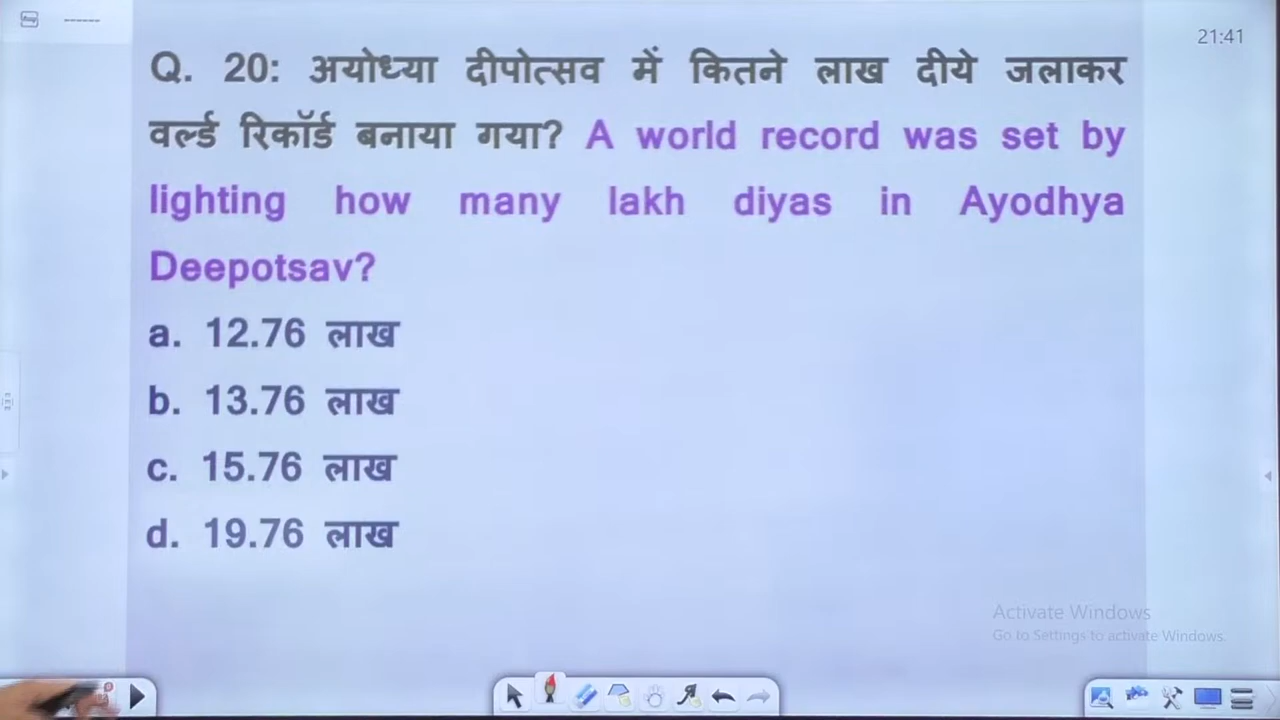 21:41
Q. 20: अयोध्या दीपोत्सव में कितने लाख दीये जलाकर
वर्ल्ड रिकॉर्ड बनाया गया? A world record was set by
lighting how many lakh diyas in Ayodhya
Deepotsav?
a. 12.76 लाख
b. 13.76 लाख
c. 15.76 लाख
d. 19.76 लाख
Activate Windows
Go to Settings to activate Windows.